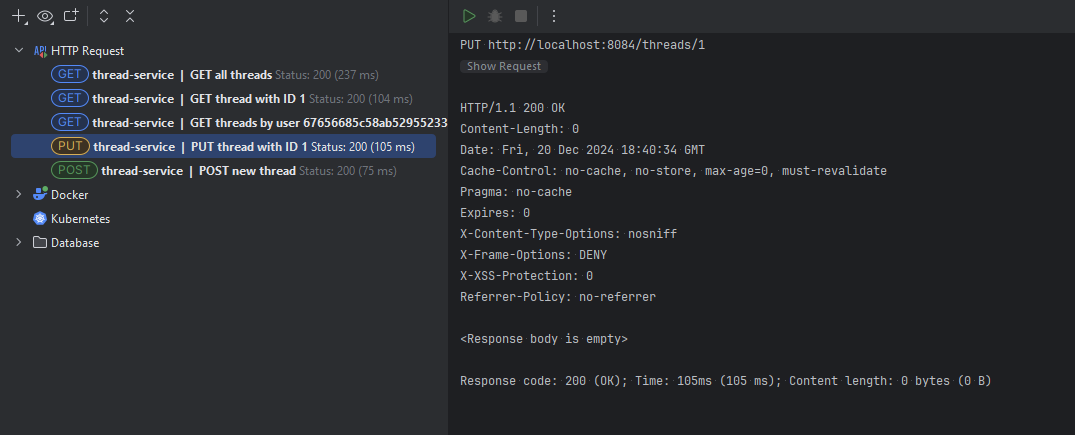 HTTP Request
GET thread-service | GET all threads Status: 200 (237 ms)
GET thread-service | GET thread with ID 1 Status: 200 (104 ms)
GET thread-service | GET threads by user 67656685c58ab52955233
PUT thread-service | PUT thread with ID 1 Status: 200 (105 ms)
POST thread-service | POST new thread Status: 200 (75 ms)
Docker
Kubernetes
Database
PUT http://localhost:8084/threads/1
Show Request
HTTP/1.1 200 OK
Content-Length: 0
Date: Fri, 20 Dec 2024 18:40:34 GMT
Cache-Control: no-cache, no-store, max-age=0, must-revalidate
Pragma: no-cache
Expires: 0
X-Content-Type-Options: nosniff
X-Frame-Options: DENY
X-XSS-Protection: 0
Referrer-Policy: no-referrer
<Response body is empty>
Response code: 200 (OK); Time: 105ms (105 ms); Content length: 0 bytes (0 B)